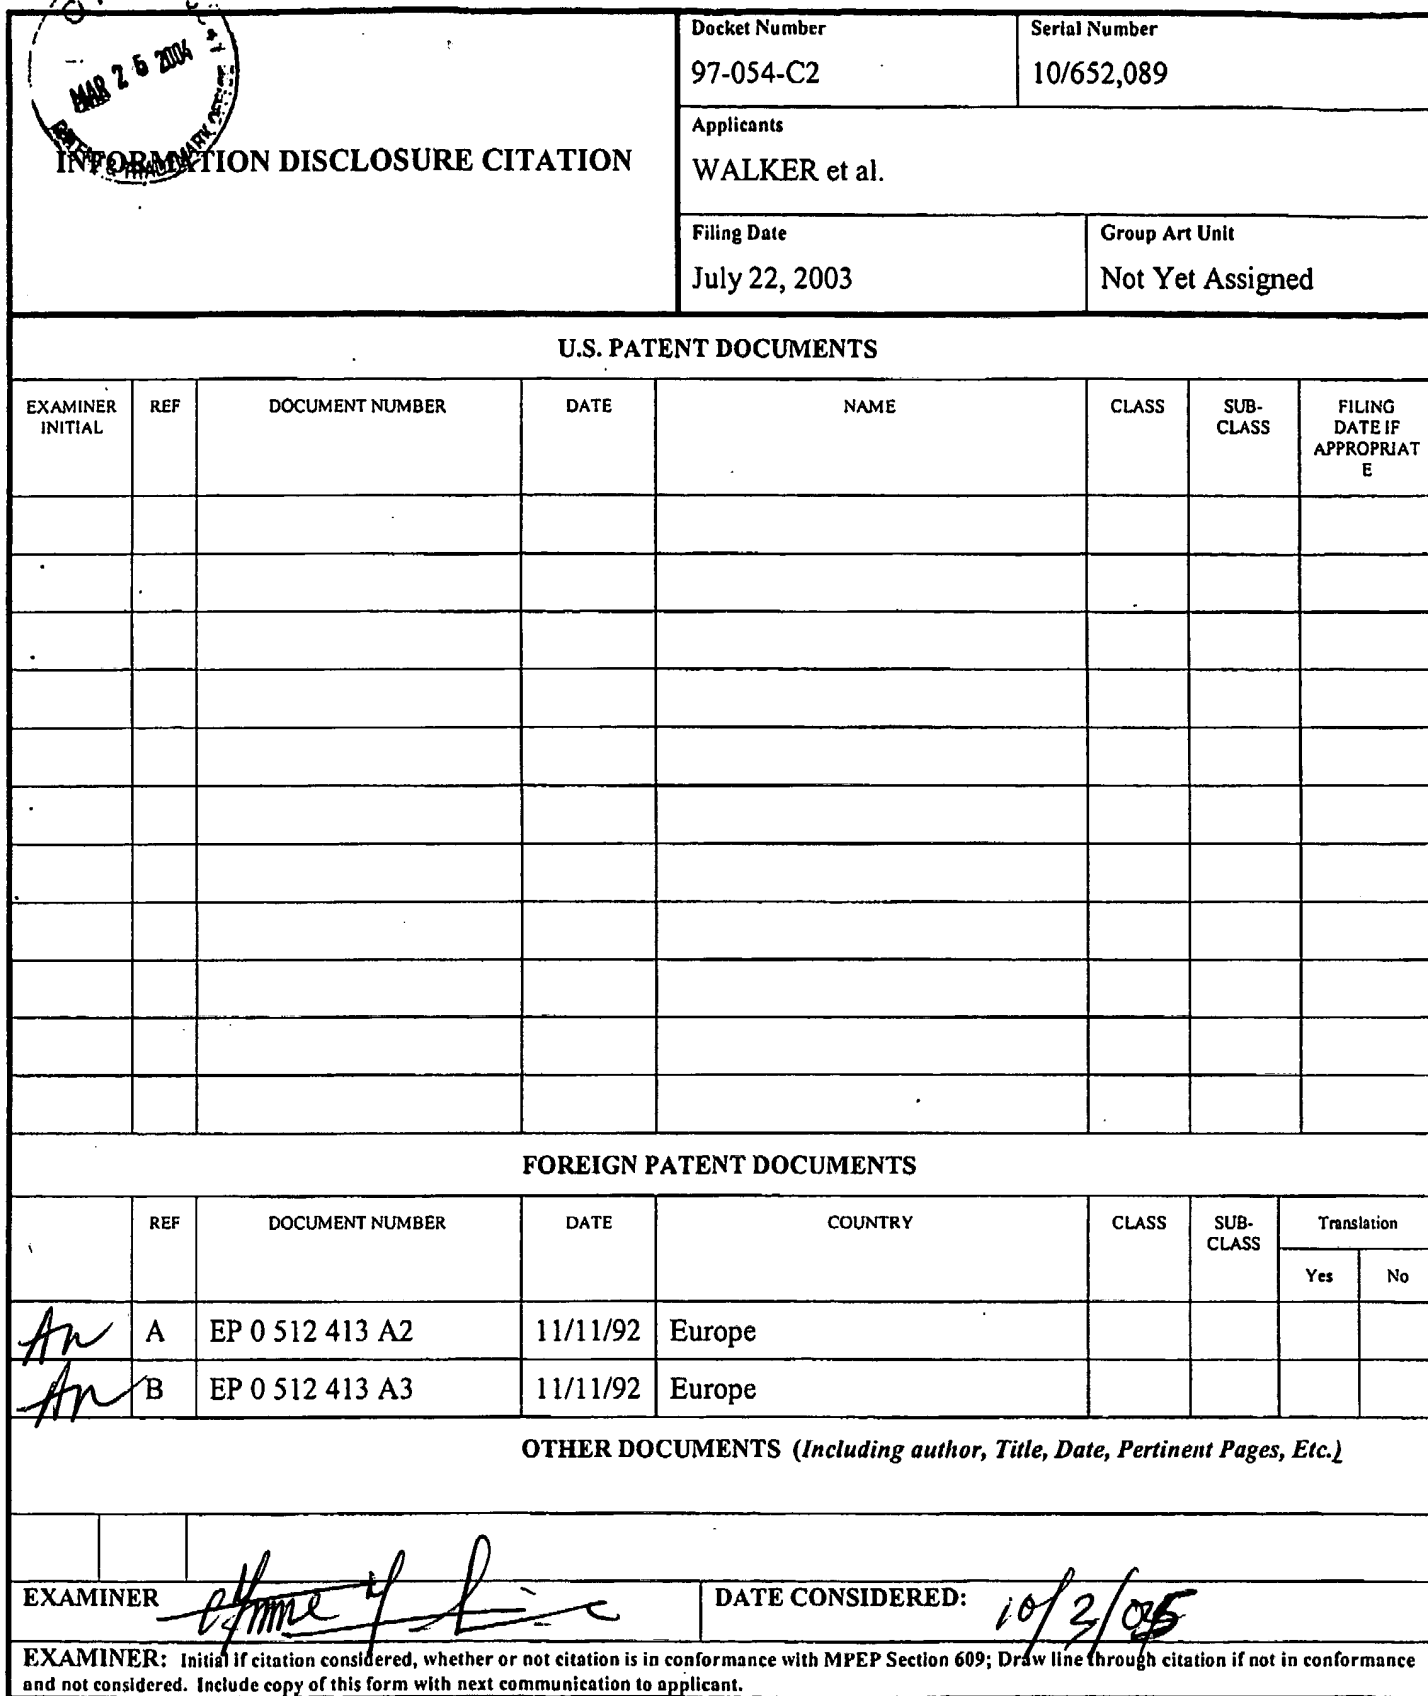 MAR 26 2004
INFORMATION DISCLOSURE CITATION
Docket Number
97-054-C2
Serial Number
10/652,089
Applicants
WALKER et al.
Filing Date
July 22, 2003
Group Art Unit
Not Yet Assigned
U.S. PATENT DOCUMENTS
EXAMINER INITIAL
REF
DOCUMENT NUMBER
DATE
NAME
CLASS
SUB-
CLASS
FILING
DATE IF
APPROPRIAT
E
FOREIGN PATENT DOCUMENTS
REF
DOCUMENT NUMBER
DATE
COUNTRY
CLASS
SUB-
CLASS
Translation
Yes
No
An A EP 0 512 413 A2 11/11/92 Europe
An B EP 0 512 413 A3 11/11/92 Europe
OTHER DOCUMENTS (Including author, Title, Date, Pertinent Pages, Etc.)
EXAMINER
DATE CONSIDERED: 10/2/05
EXAMINER: Initial if citation considered, whether or not citation is in conformance with MPEP Section 609; Draw line through citation if not in conformance
and not considered. Include copy of this form with next communication to applicant.